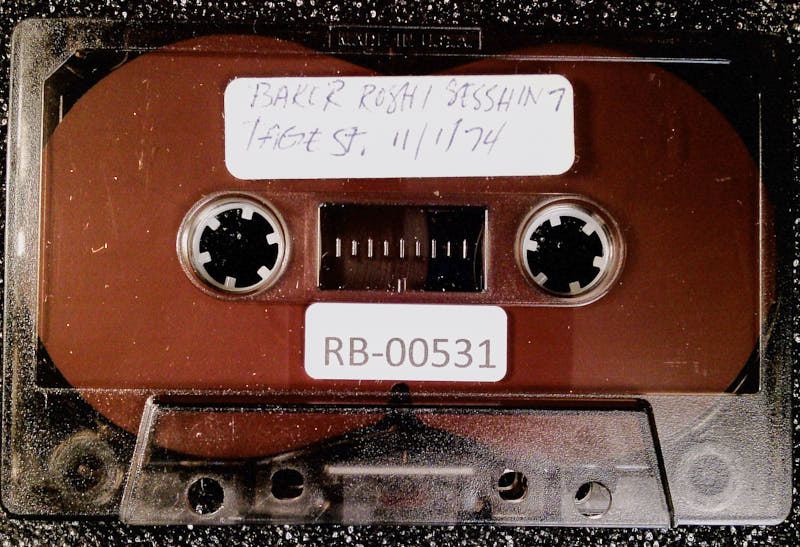 BAKER ROSHI SESSHIN 7
PAGE ST. 11/1/74
RB-00531